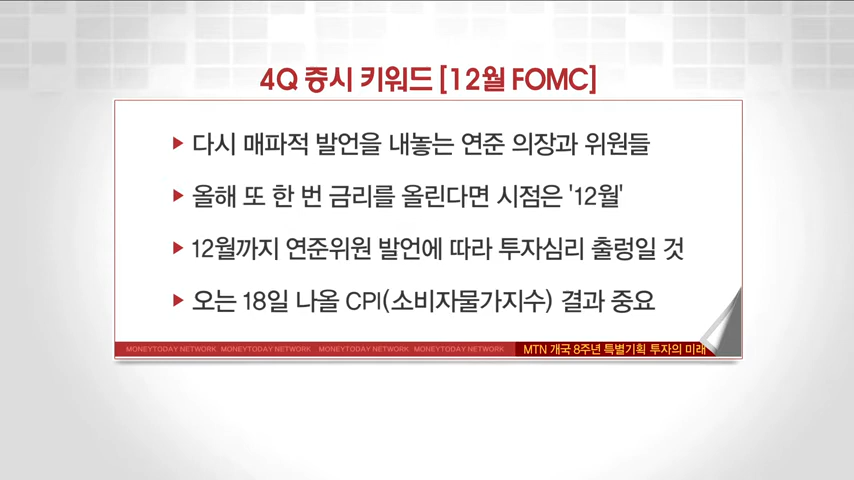 4Q 증시 키워드 [12월 FOMC]
▶ 다시 매파적 발언을 내놓는 연준 의장과 위원들
▶ 올해 또 한 번 금리를 올린다면 시점은 '12월'
▶ 12월까지 연준위원 발언에 따라 투자심리 출렁일 것
▶ 오는 18일 나올 CPI(소비자물가지수) 결과 중요
MONEYTODAY NETWORK MONEYTODAY NETWORK MONEYTODAY NETWORK MONEYTODAY NETWORK MTN 개국 8주년 특별기획 투자의 미래